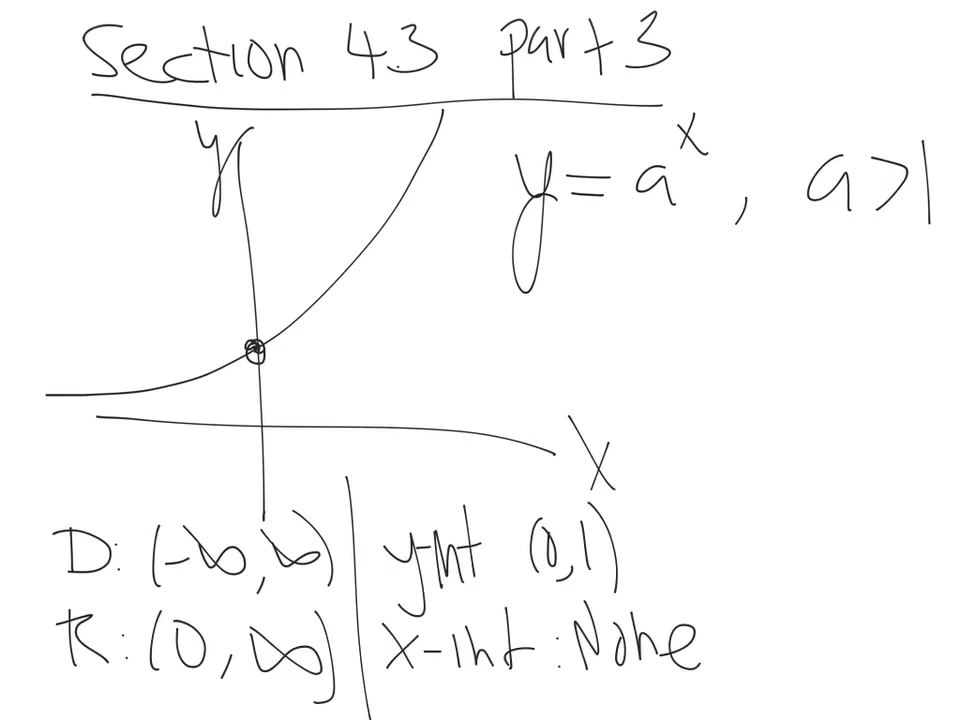 Section 4.3 part 3
y
y = a^x, a > 1
x
D: (-∞, ∞)
R: (0, ∞)
y-int (0, 1)
x-int: None